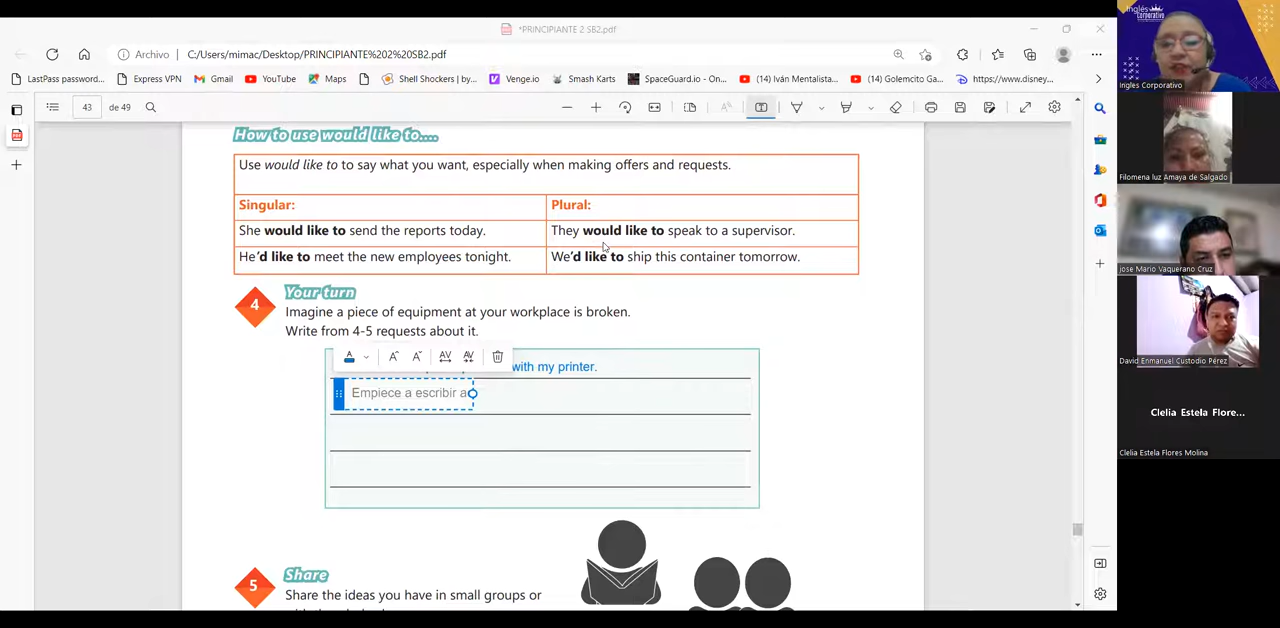 *PRINCIPIANTE 2 SB2.pdf
Archivo C:/Users/mimac/Desktop/PRINCIPIANTE%202%20SB2.pdf
LastPass password... Express VPN Gmail YouTube Maps Shell Shockers | by... Venge.io Smash Karts SpaceGuard.io - On... (14) Iván Mentalista... (14) Golemcito Ga... https://www.disney...
43 de 49
How to use would like to....
Use would like to to say what you want, especially when making offers and requests.
Singular: Plural:
She would like to send the reports today. They would like to speak to a supervisor.
He'd like to meet the new employees tonight. We'd like to ship this container tomorrow.
4 Your turn
Imagine a piece of equipment at your workplace is broken.
Write from 4-5 requests about it.
with my printer.
Empiece a escribir a
5 Share
Share the ideas you have in small groups or
Inglés Corporativo
Ingles Corporativo
Filomena luz Amaya de Salgado
jose Mario Vaquerano Cruz
David Enmanuel Custodio Pérez
Clelia Estela Flore...
Clelia Estela Flores Molina